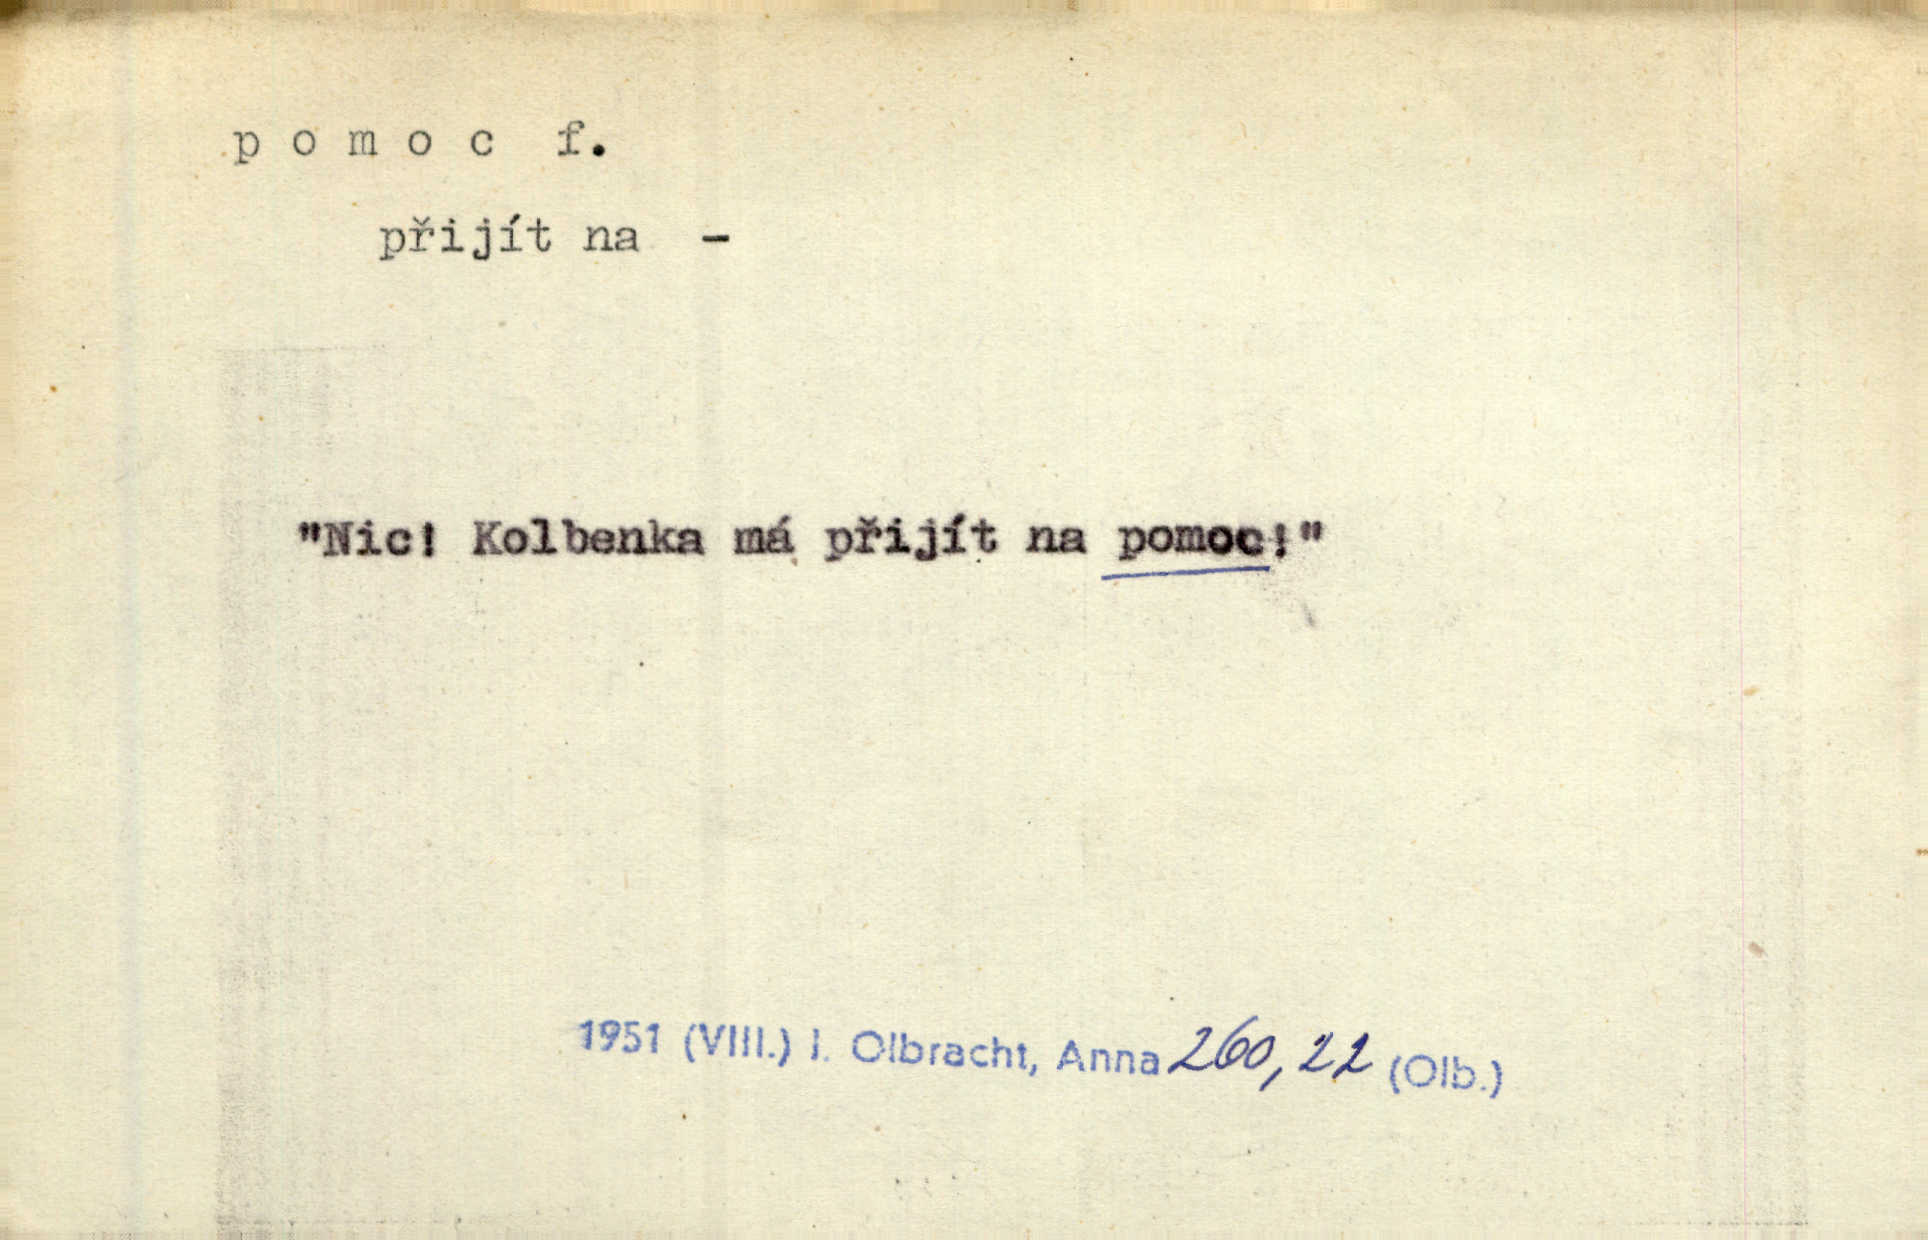 pomoc f.
přijít na -
"Nic! Kolbenka má přijít na pomoc!"
1951 (VIII.) I. Olbracht, Anna 260, 22 (Olb.)